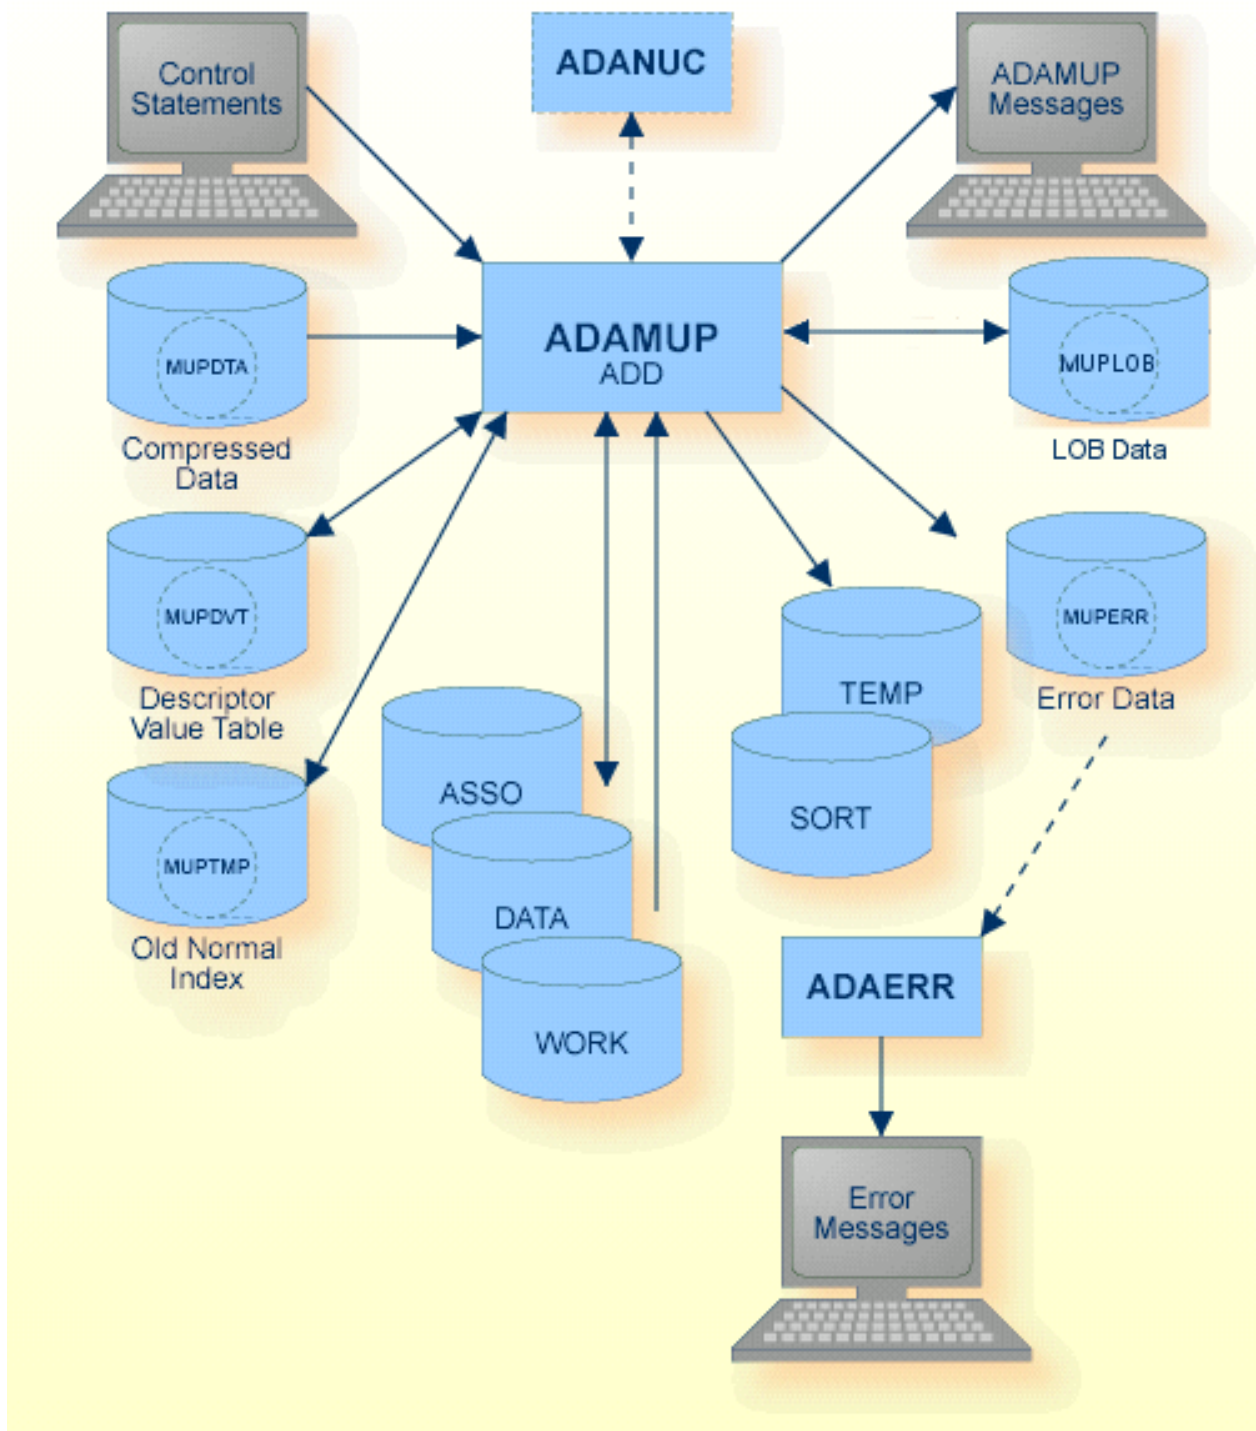 Control
Statements
ADANUC
ADAMUP
Messages
ADAMUP
ADD
MUPDTA
Compressed
Data
MUPLOB
LOB Data
MUPDVT
Descriptor
Value Table
MUPERR
Error Data
TEMP
SORT
ASSO
DATA
WORK
MUPTMP
Old Normal
Index
ADAERR
Error
Messages